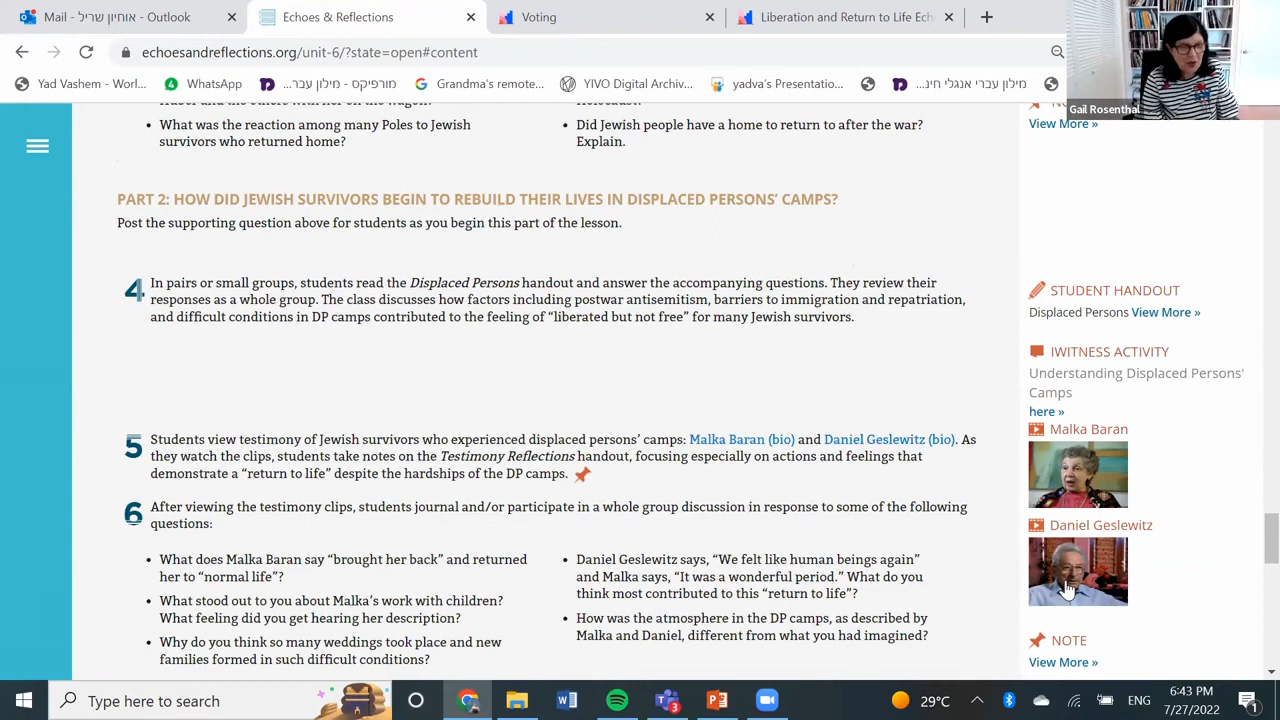 Mail - אוחיון שריל - Outlook
Echoes & Reflections
Voting
Liberation and Return to Life Ech
echoesandreflections.org/unit-6/?state=open#content
Yad Vashem - Worl...
YIVO Digital Archiv...
yadva's Presentatio...
מילון עברי אנגלי חינ...
Gail Rosenthal
• What was the reaction among many
survivors who returned home?
to Jewish
Did Jewish people have a home to return to after the war?
Explain.
View More »
PART 2: HOW DID JEWISH SURVIVORS BEGIN TO REBUILD THEIR LIVES IN DISPLACED PERSONS' CAMPS?
Post the supporting question above for students as you begin this part of the lesson.
4 In pairs or small groups, students read the Displaced Persons handout and answer the accompanying questions. They review their
responses as a whole group. The class discusses how factors including postwar antisemitism, barriers to immigration and repatriation,
and difficult conditions in DP camps contributed to the feeling of “liberated but not free” for many Jewish survivors.
STUDENT HANDOUT
Displaced Persons View More »
IWITNESS ACTIVITY
Understanding Displaced Persons'
Camps
here »
Malka Baran
5 Students view testimony of Jewish survivors who experienced displaced persons’ camps: Malka Baran (bio) and Daniel Geslewitz (bio). As
they watch the clips, students take notes on the Testimony Reflections handout, focusing especially on actions and feelings that
demonstrate a “return to life” despite the hardships of the DP camps.
6 After viewing the testimony clips, students journal and/or participate in a whole group discussion in response to some of the following
questions:
Daniel Geslewitz
• What does Malka Baran say “brought her back” and returned
her to “normal life”?
• What stood out to you about Malka’s work with children?
What feeling did you get hearing her description?
• Why do you think so many weddings took place and new
families formed in such difficult conditions?
• Daniel Geslewitz says, “We felt like human beings again”
and Malka says, “It was a wonderful period.” What do you
think most contributed to this “return to life”?
• How was the atmosphere in the DP camps, as described by
Malka and Daniel, different from what you had imagined?
NOTE
View More »
Type here to search
29°C
ENG
6:43 PM
7/27/2022
1